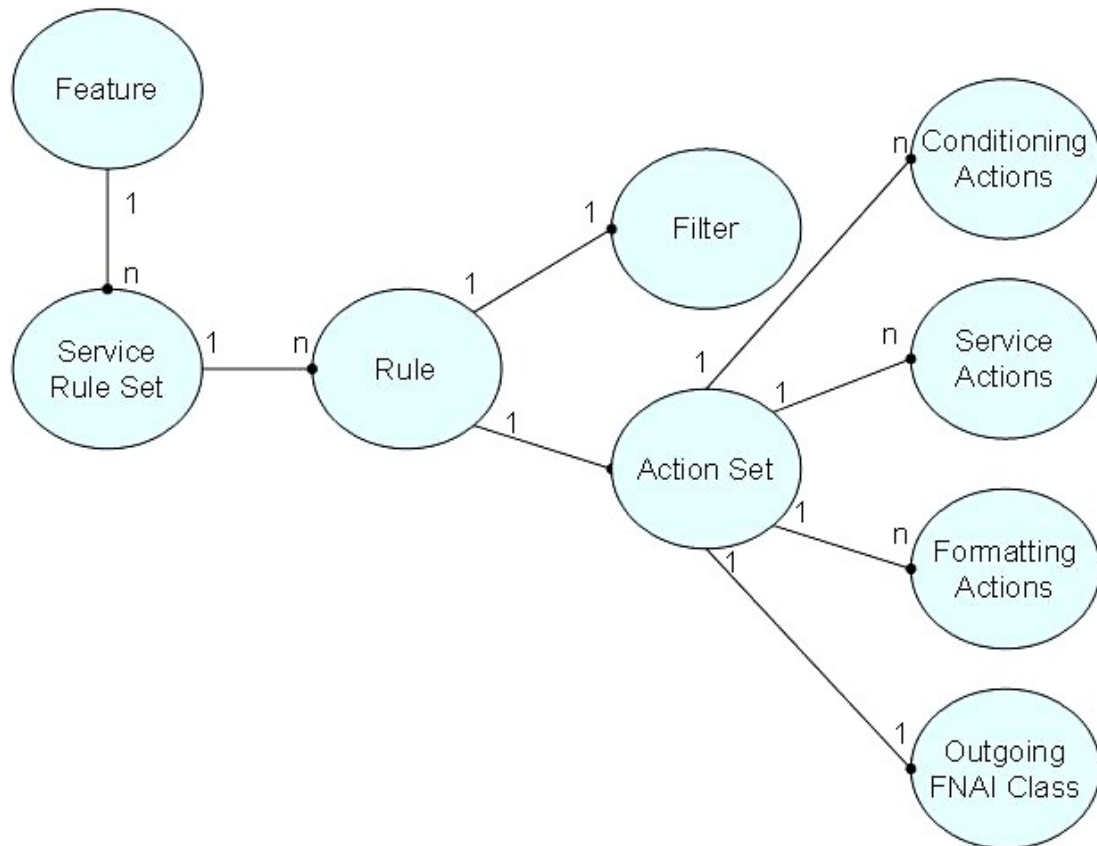 Feature
1
n
Service
Rule Set
1
n
Rule
1
1
Filter
1
Action Set
1
n
Conditioning
Actions
1
n
Service
Actions
1
n
Formatting
Actions
1
1
Outgoing
FNAI Class